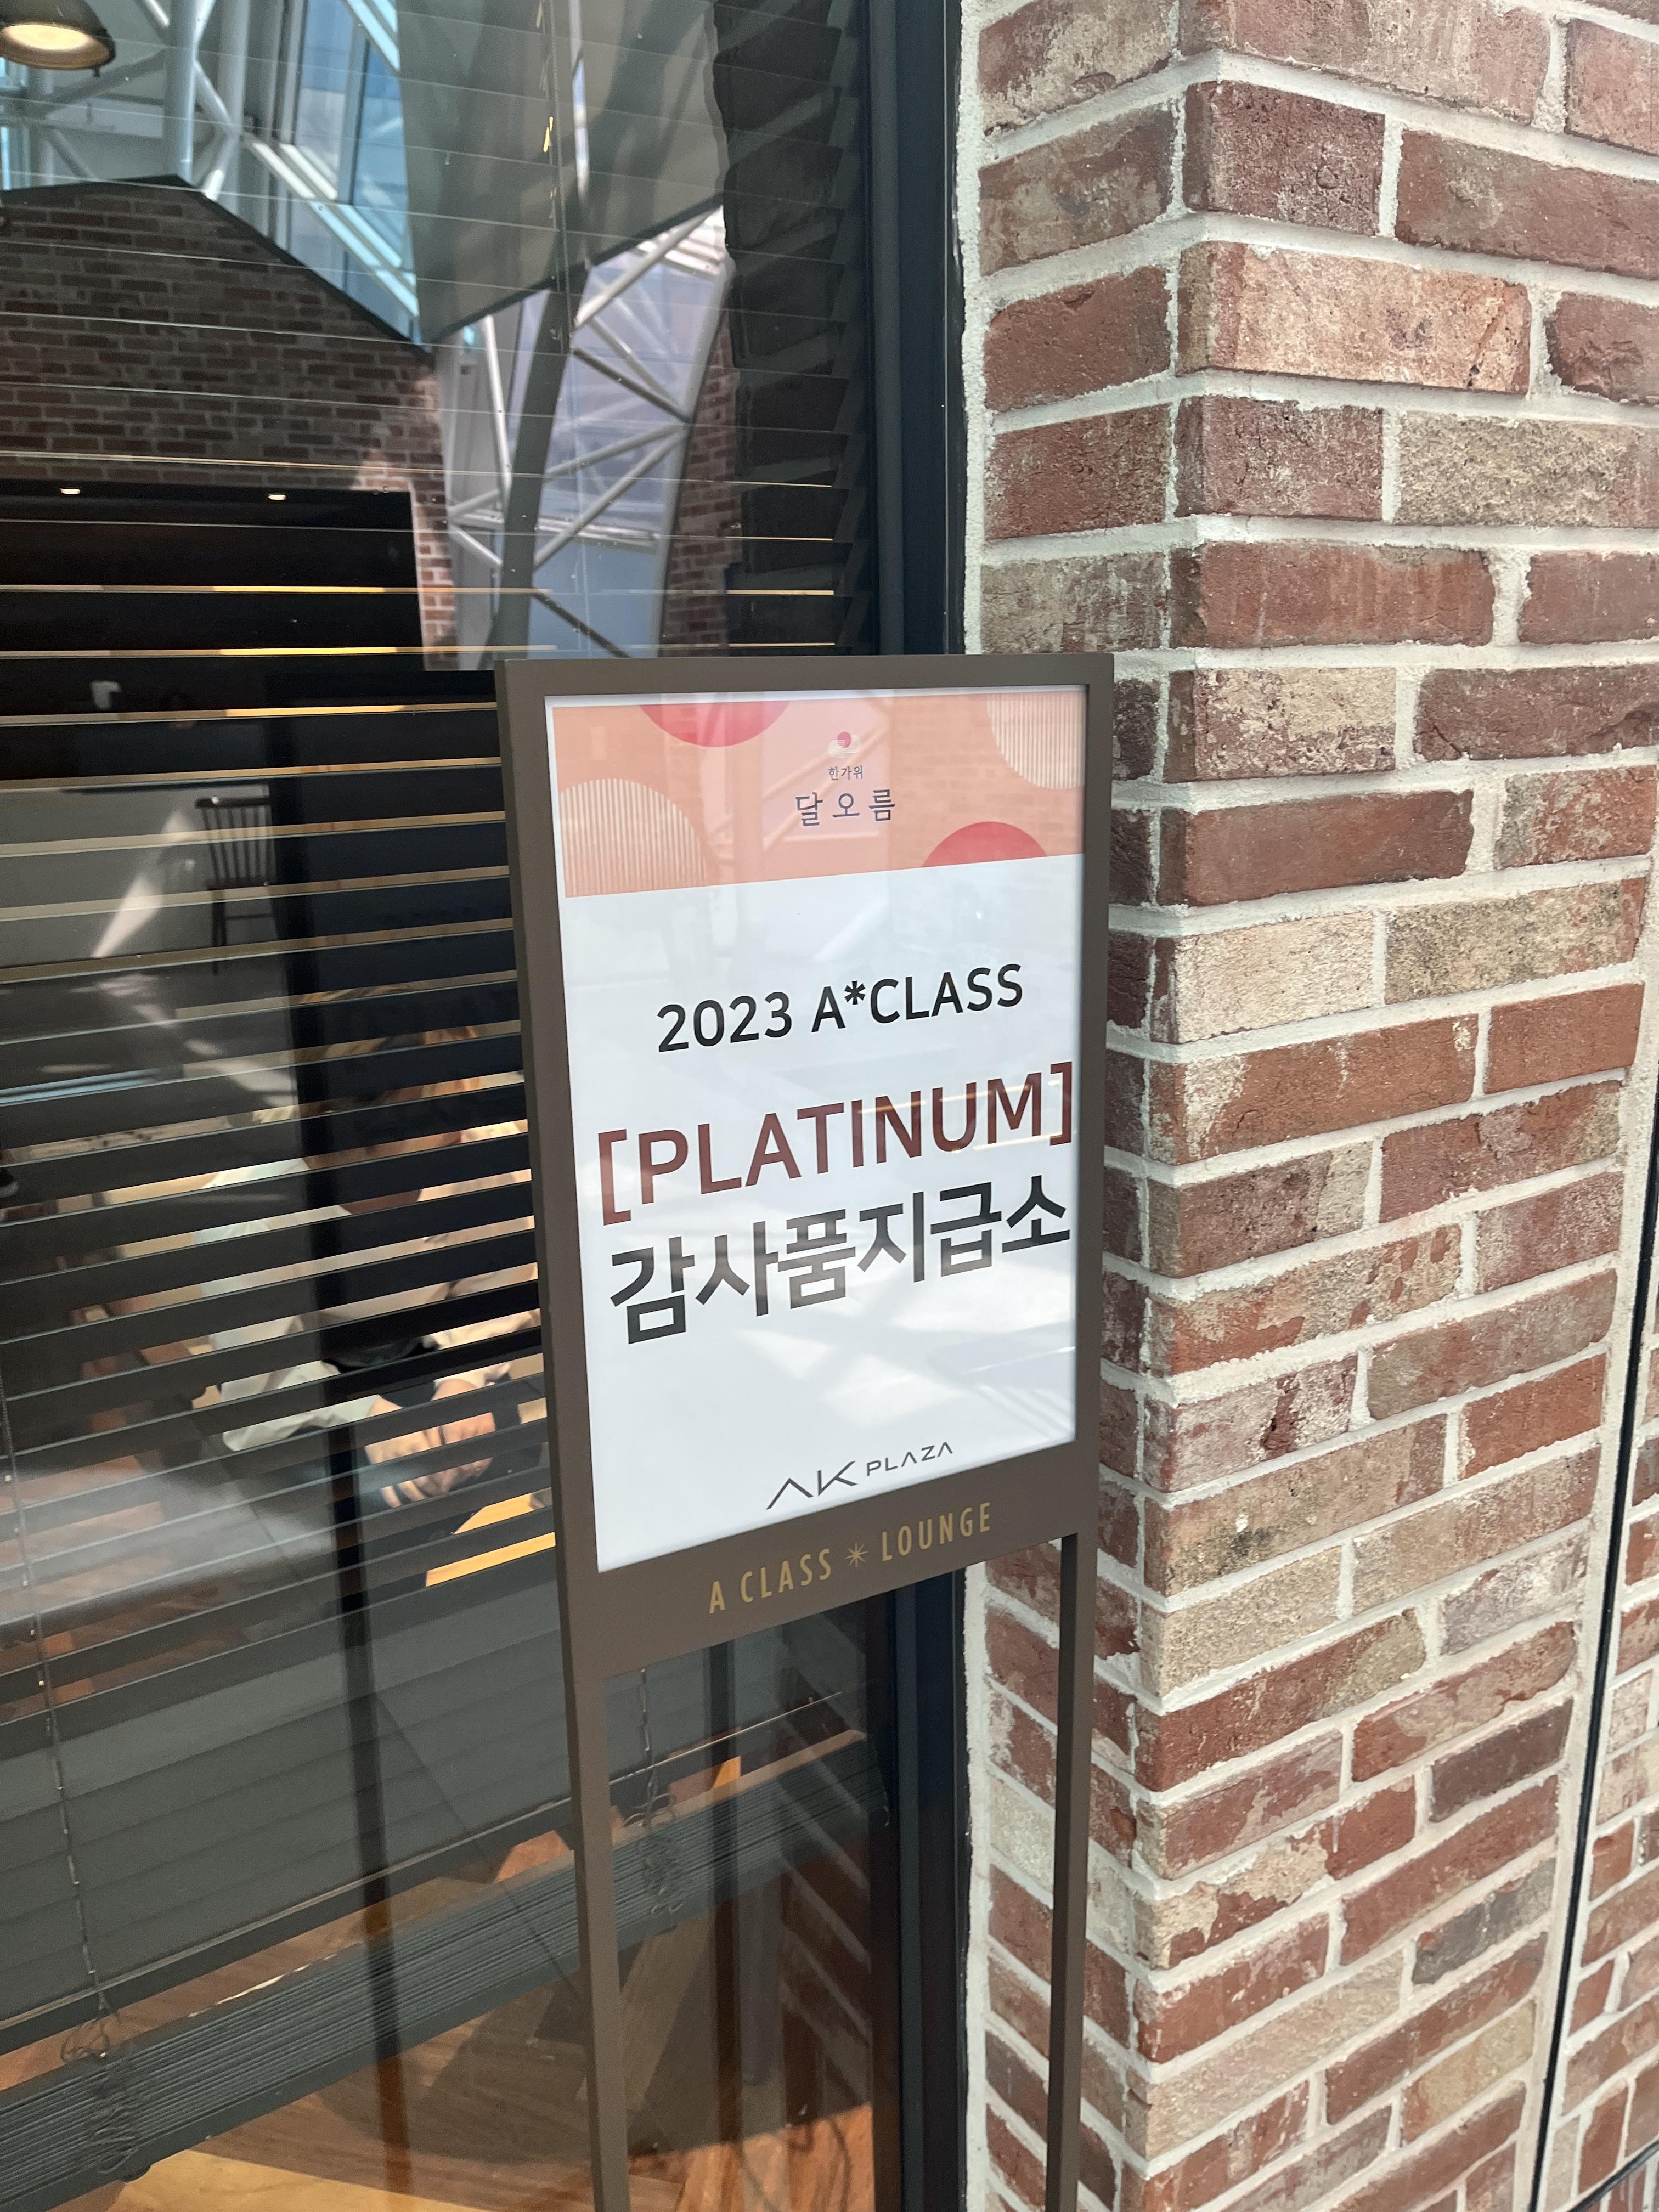 한가위
달오름
2023 A*CLASS
[PLATINUM]
감사품지급소
AK PLAZA
A CLASS * LOUNGE